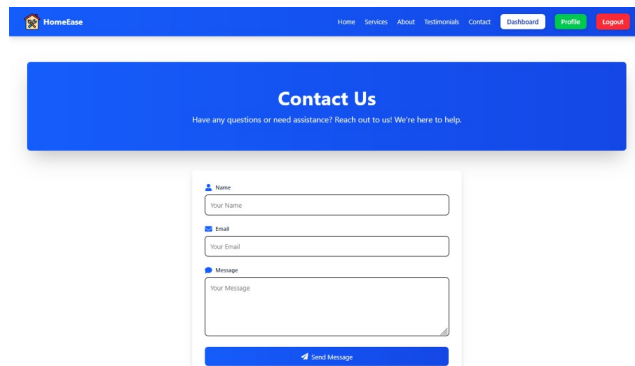 HomeEase
Home Services About Testimonials Contact Dashboard Profile Logout
Contact Us
Have any questions or need assistance? Reach out to us! We're here to help.
Name
Your Name
Email
Your Email
Message
Your Message
Send Message